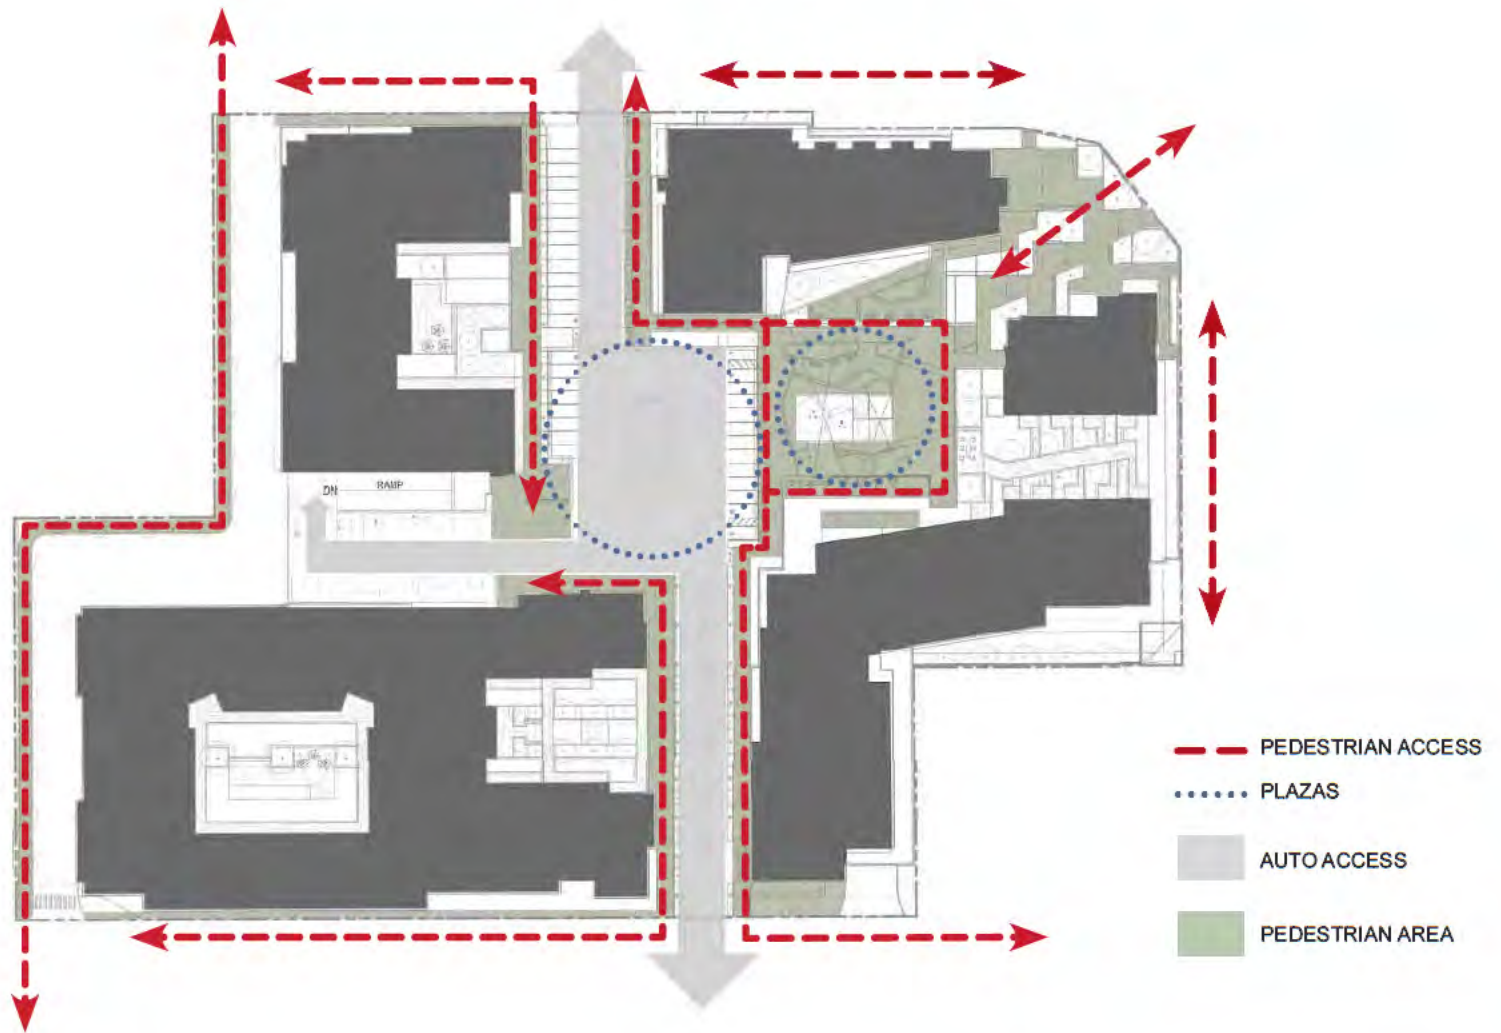 DN
RAMP
PEDESTRIAN ACCESS
PLAZAS
AUTO ACCESS
PEDESTRIAN AREA